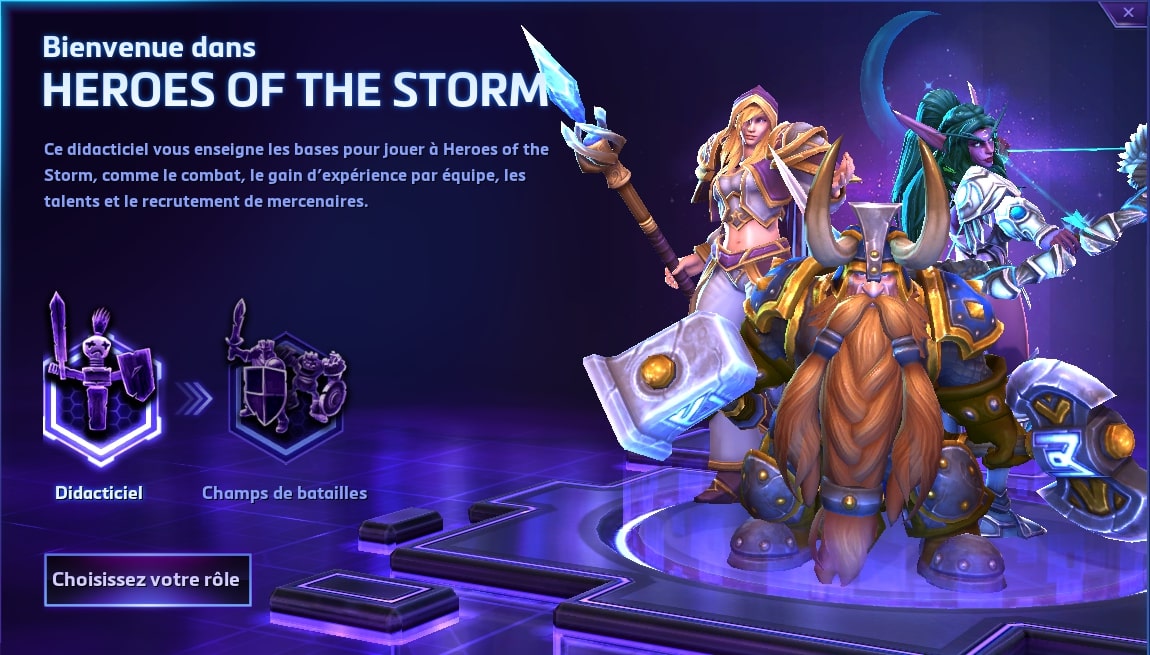 Bienvenue dans
HEROES OF THE STORM
Ce didacticiel vous enseigne les bases pour jouer à Heroes of the
Storm, comme le combat, le gain d’expérience par équipe, les
talents et le recrutement de mercenaires.
Didacticiel
Champs de batailles
Choisissez votre rôle